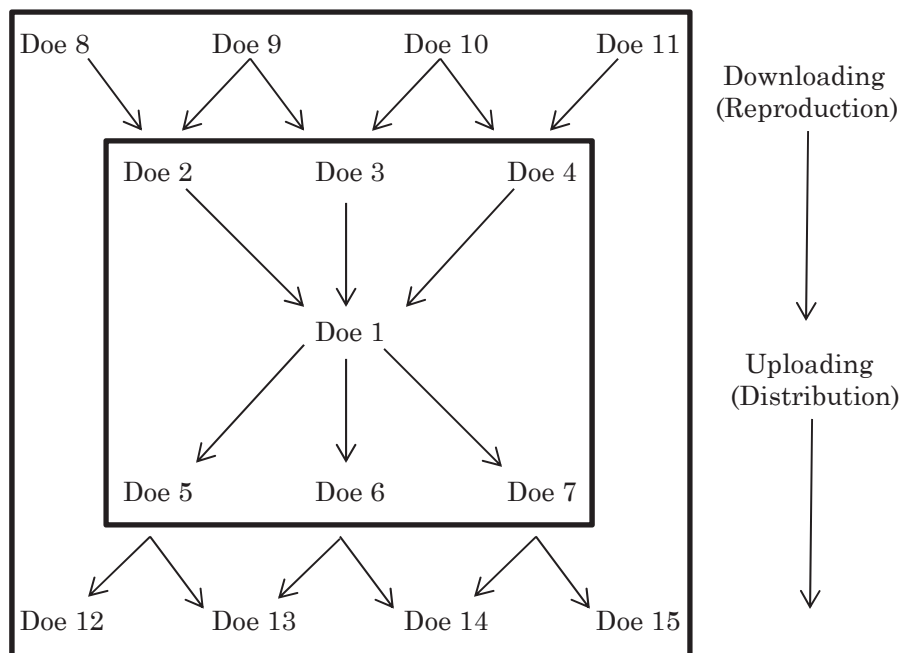 Doe 8 Doe 9 Doe 10 Doe 11
Downloading
(Reproduction)
Doe 2 Doe 3 Doe 4
Doe 1
Uploading
(Distribution)
Doe 5 Doe 6 Doe 7
Doe 12 Doe 13 Doe 14 Doe 15